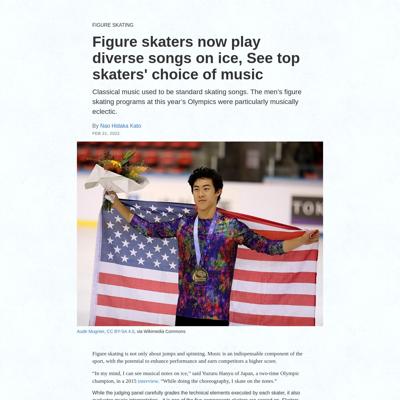 FIGURE SKATING
Figure skaters now play
diverse songs on ice, See top
skaters' choice of music
Classical music used to be standard skating songs. The men's figure
skating programs at this year's Olympics were particularly musically
eclectic.
By Nao Hidaka Kato
FEB 21, 2022
TOK
Aude Mugnier, CC BY-SA 4.0, via Wikimedia Commons
Figure skating is not only about jumps and spinning. Music is an indispensable component of the
sport, with the potential to enhance performance and earn competitors a higher score.
"In my mind, I can see musical notes on ice," said Yuzuru Hanyu of Japan, a two-time Olympic
champion, in a 2015 interview. "While doing the choreography, I skate on the notes."
While the judging panel carefully grades the technical elements executed by each skater, it also